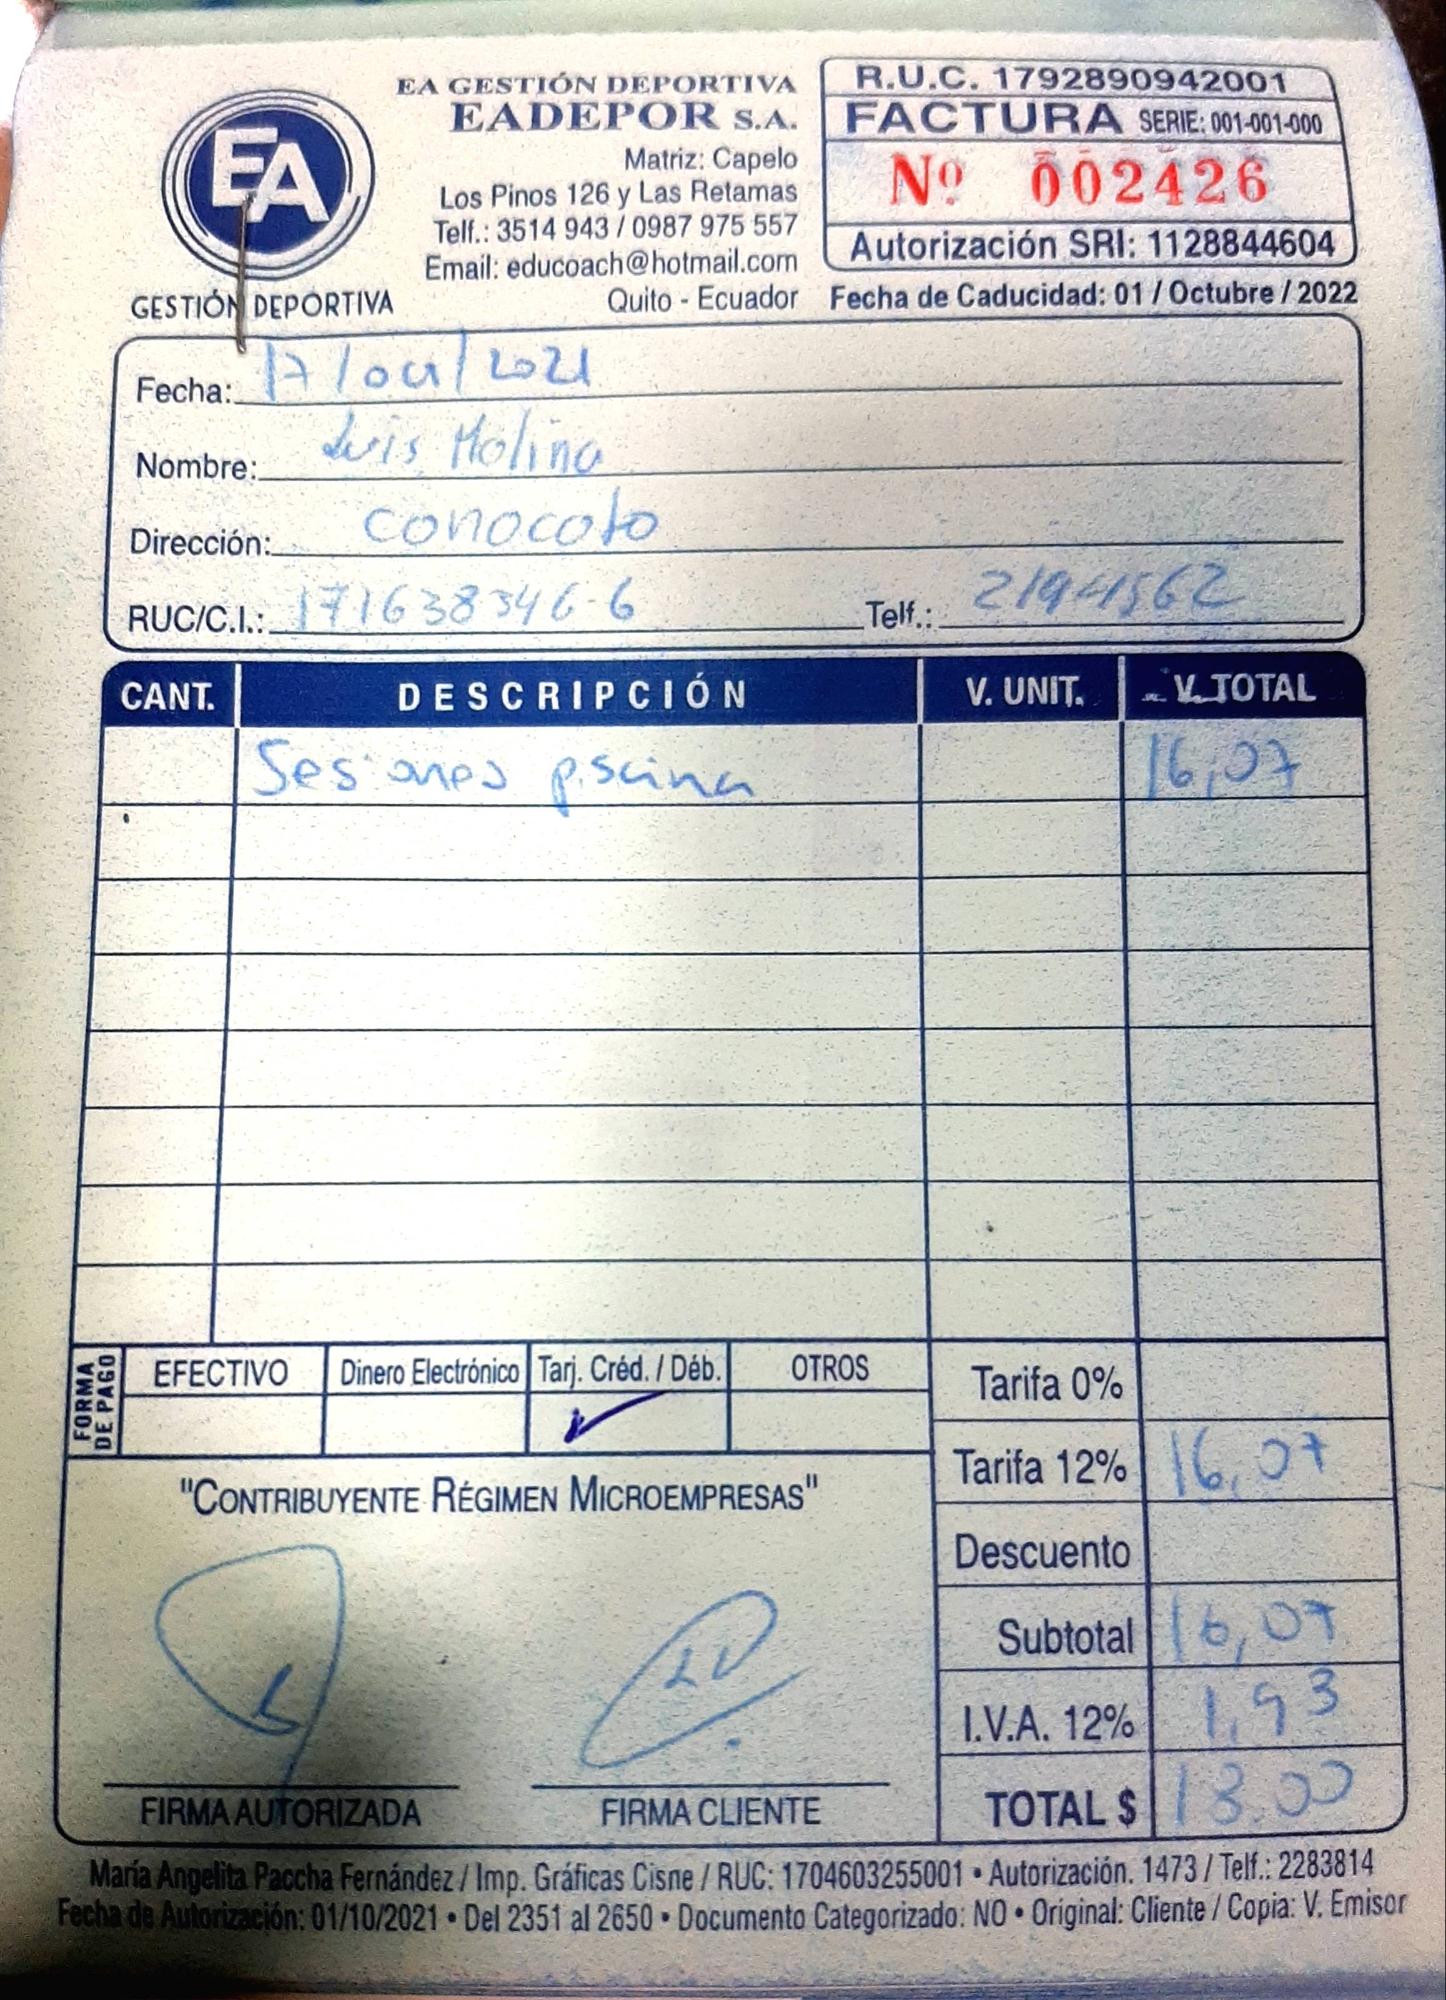 EA
GESTIÓN DEPORTIVA
EA GESTIÓN DEPORTIVA
EADEPOR S.A.
Matriz: Capelo
Los Pinos 126 y Las Retamas
Telf.: 3514 943 / 0987 975 557
Email: educoach@hotmail.com
Quito - Ecuador
R.U.C. 1792890942001
FACTURA SERIE: 001-001-000
Nº 002426
Autorización SRI: 1128844604
Fecha de Caducidad: 01 / Octubre / 2022
Fecha: 17/oct/2021
Nombre: Luis Molina
Dirección: Conocoto
RUC/C.I.: 171638346-6 Telf.:
CANT. DESCRIPCIÓN V. UNIT. V. TOTAL
Sesiones piscina 16,07
FORMA DE PAGO EFECTIVO Dinero Electrónico Tarj. Créd. / Déb. OTROS
Tarifa 0%
Tarifa 12% 16,07
Descuento
Subtotal 16,07
I.V.A. 12% 1,93
TOTAL $ 18.00
"CONTRIBUYENTE RÉGIMEN MICROEMPRESAS"
FIRMA AUTORIZADA FIRMA CLIENTE
María Angelita Paccha Fernández / Imp. Gráficas Cisne / RUC: 1704603255001 • Autorización. 1473 / Telf.: 2283814
Fecha de Autorización: 01/10/2021 • Del 2351 al 2650 • Documento Categorizado: NO • Original: Cliente / Copia: V. Emisor